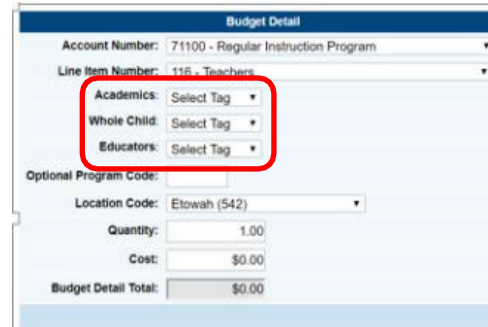 Budget Detail
Account Number: 71100 - Regular Instruction Program
Line Item Number: 116 - Teachers
Academics: Select Tag
Whole Child: Select Tag
Educators: Select Tag
Optional Program Code:
Location Code: Etowah (542)
Quantity: 1.00
Cost: $0.00
Budget Detail Total: $0.00